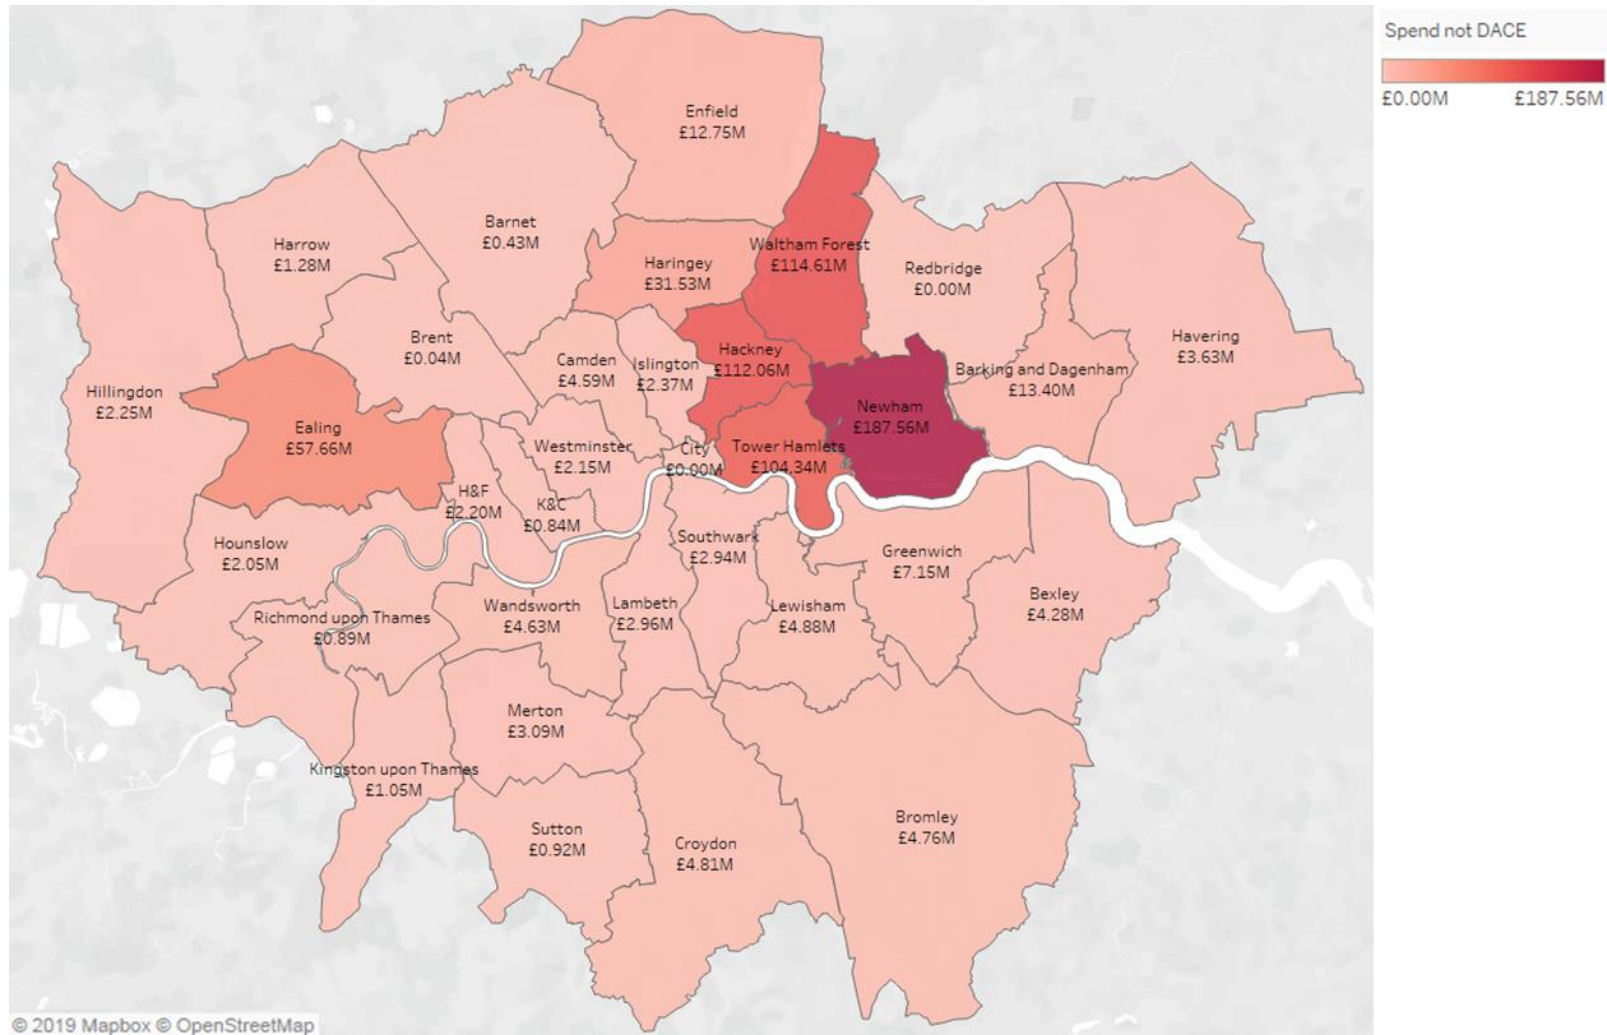 Spend not DACE
£0.00M £187.56M
Enfield
£12.75M
Barnet
£0.43M
Harrow
£1.28M
Haringey
£31.53M
Waltham Forest
£114.61M
Redbridge
£0.00M
Havering
£3.63M
Brent
£0.04M
Camden
£4.59M
Islington
£2.37M
Hackney
£112.06M
Barking and Dagenham
£13.40M
Hillingdon
£2.25M
Ealing
£57.66M
Newham
£187.56M
Westminster
£2.15M
City
£0.00M
Tower Hamlets
£104.34M
H&F
£2.20M
K&C
£0.84M
Hounslow
£2.05M
Southwark
£2.94M
Greenwich
£7.15M
Richmond upon Thames
£0.89M
Wandsworth
£4.63M
Lambeth
£2.96M
Lewisham
£4.88M
Bexley
£4.28M
Merton
£3.09M
Kingston upon Thames
£1.05M
Sutton
£0.92M
Croydon
£4.81M
Bromley
£4.76M
© 2019 Mapbox © OpenStreetMap